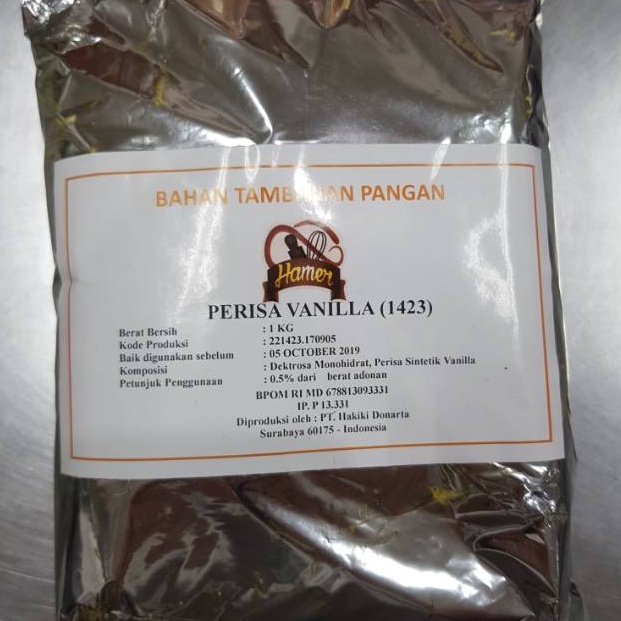 BAHAN TAMBAHAN PANGAN
Hamer
PERISA VANILLA (1423)
Berat Bersih : 1 KG
Kode Produksi : 221423.170905
Baik digunakan sebelum : 05 OCTOBER 2019
Komposisi : Dektrosa Monohidrat, Perisa Sintetik Vanilla
Petunjuk Penggunaan : 0.5% dari berat adonan
BPOM RI MD 678813093331
IP. P 13.331
Diproduksi oleh : PT. Hakiki Donarta
Surabaya 60175 - Indonesia